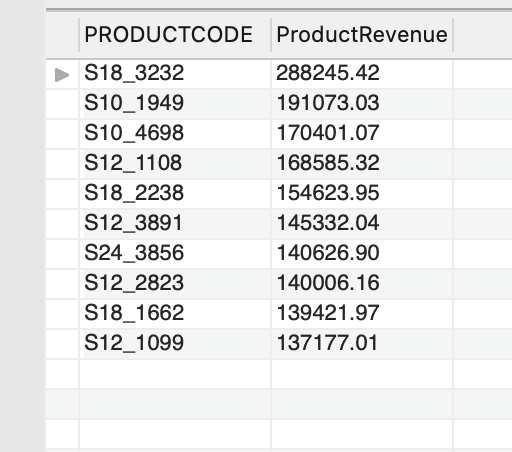 PRODUCTCODE ProductRevenue
S18_3232 288245.42
S10_1949 191073.03
S10_4698 170401.07
S12_1108 168585.32
S18_2238 154623.95
S12_3891 145332.04
S24_3856 140626.90
S12_2823 140006.16
S18_1662 139421.97
S12_1099 137177.01